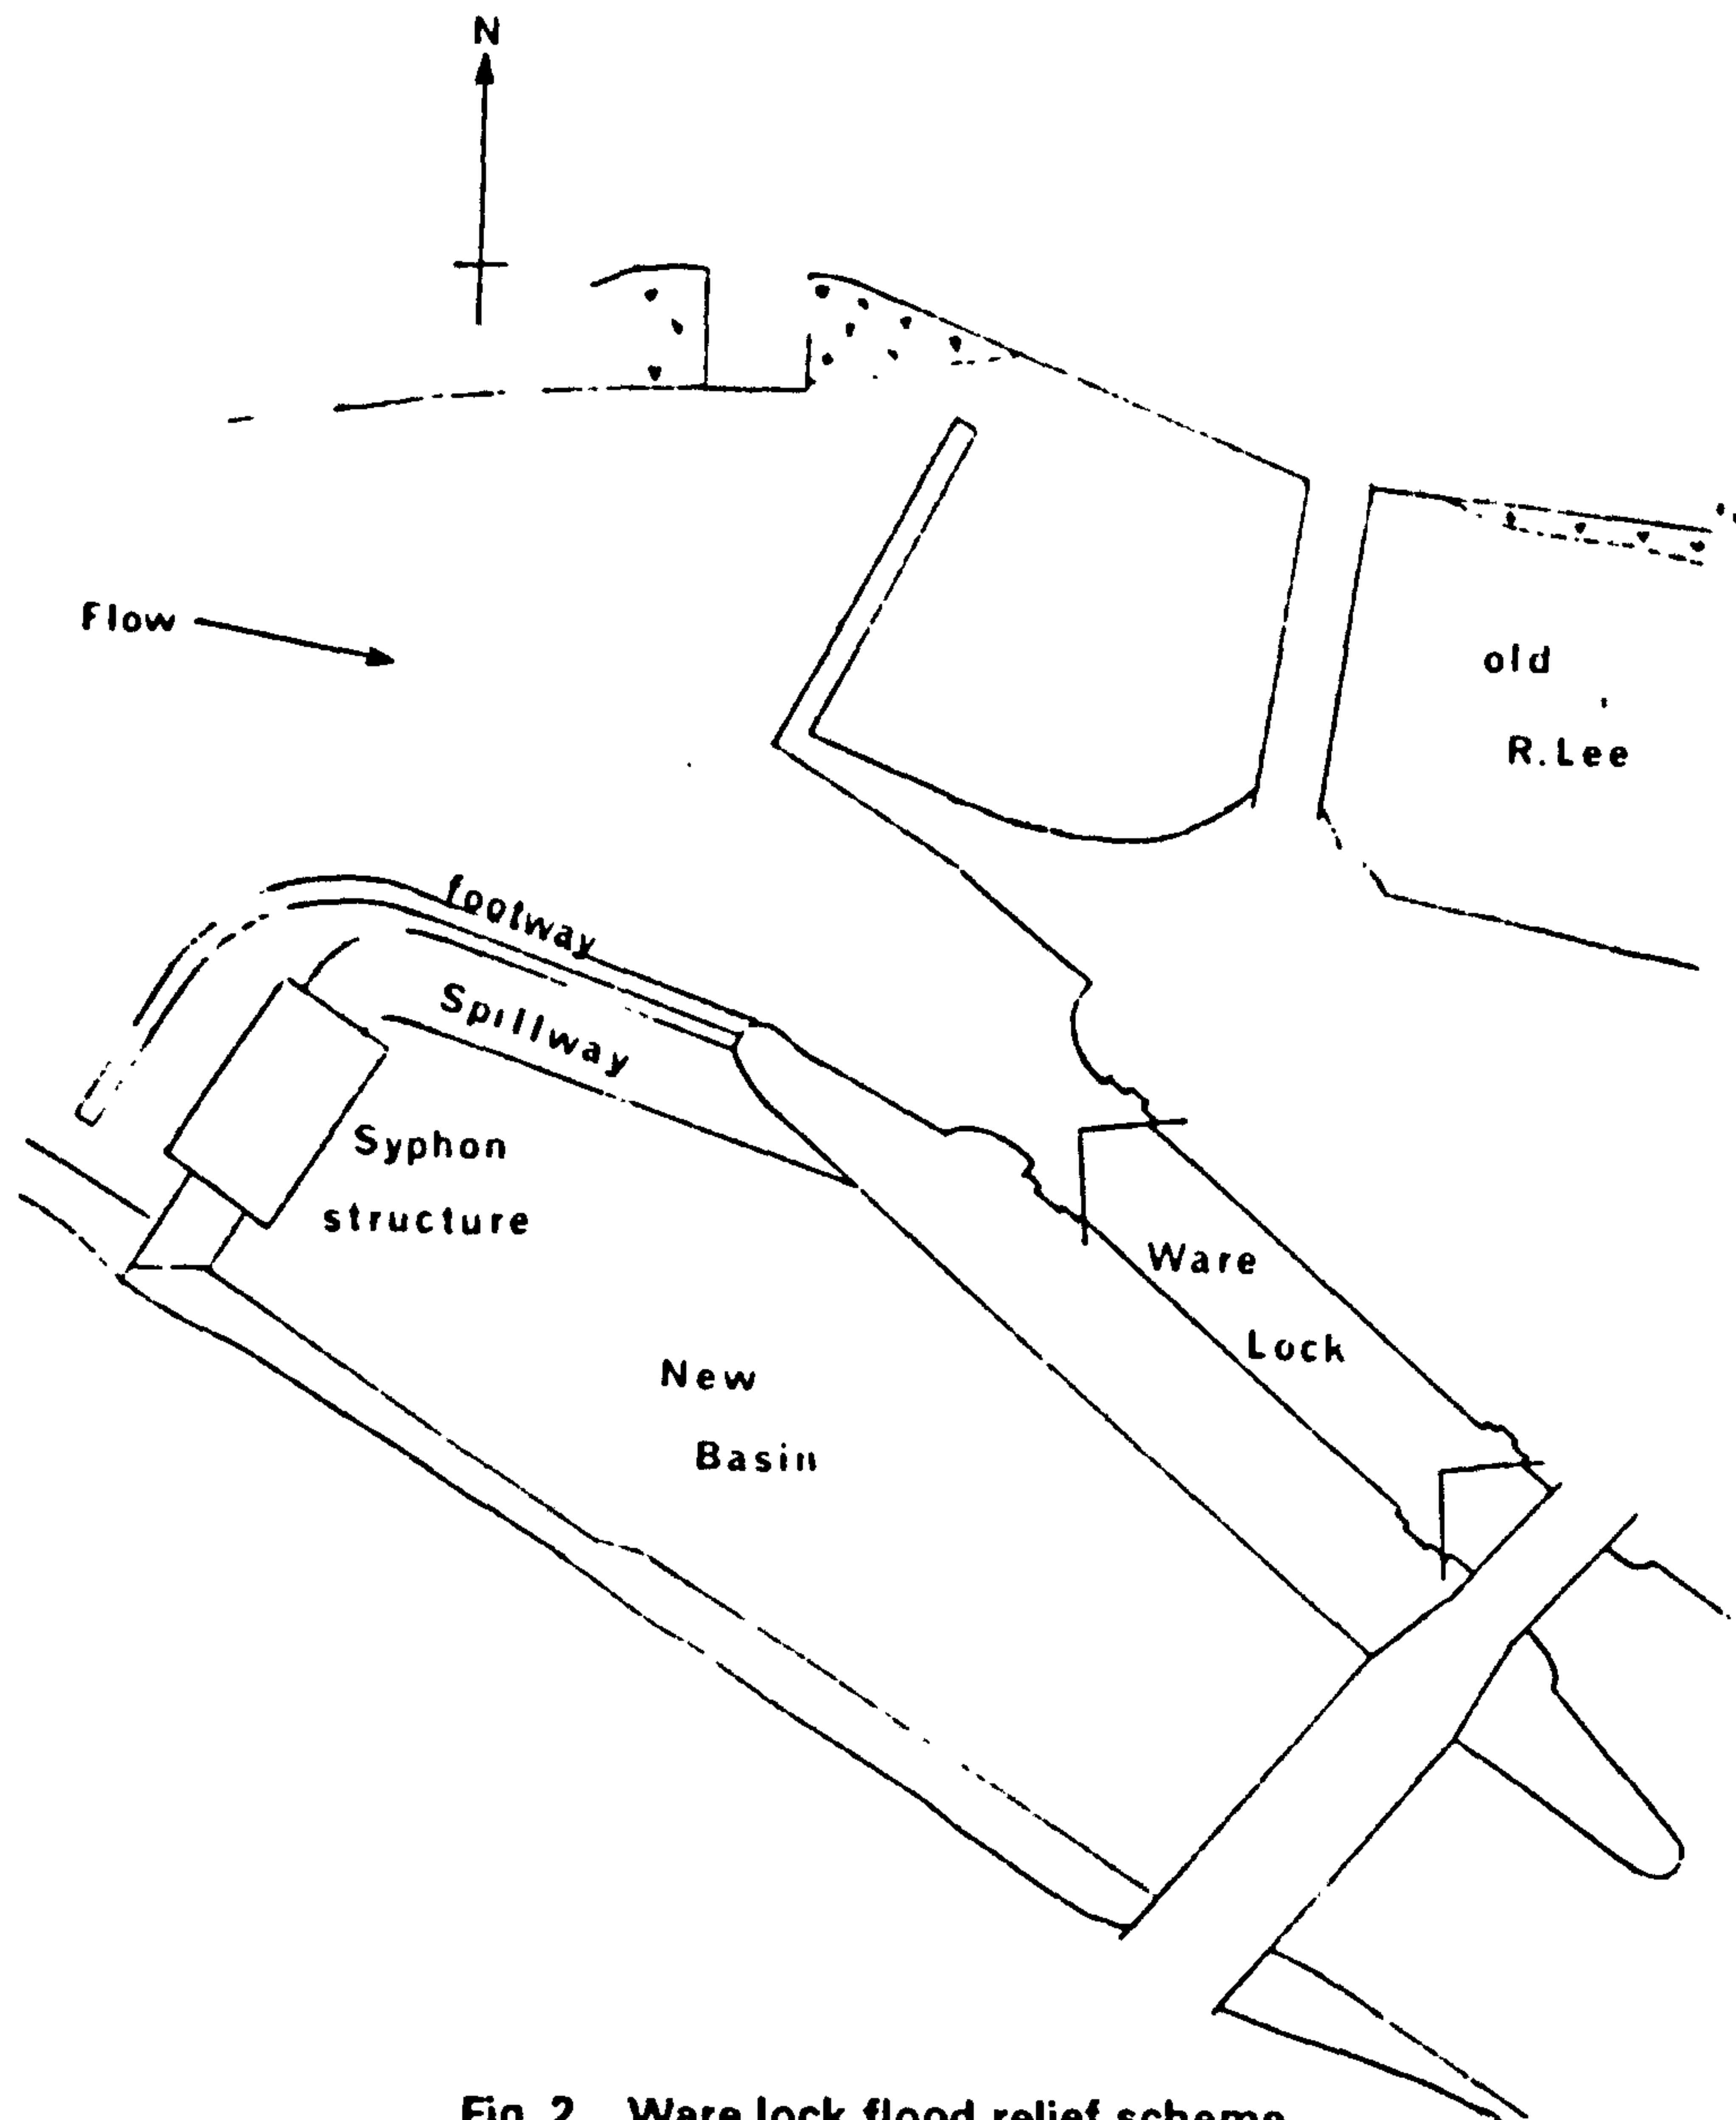 N
Flow
old
R. Lee
footway
Spillway
Syphon
structure
Ware
Lock
New
Basin
Fig. 2 Ware lock flood relief scheme